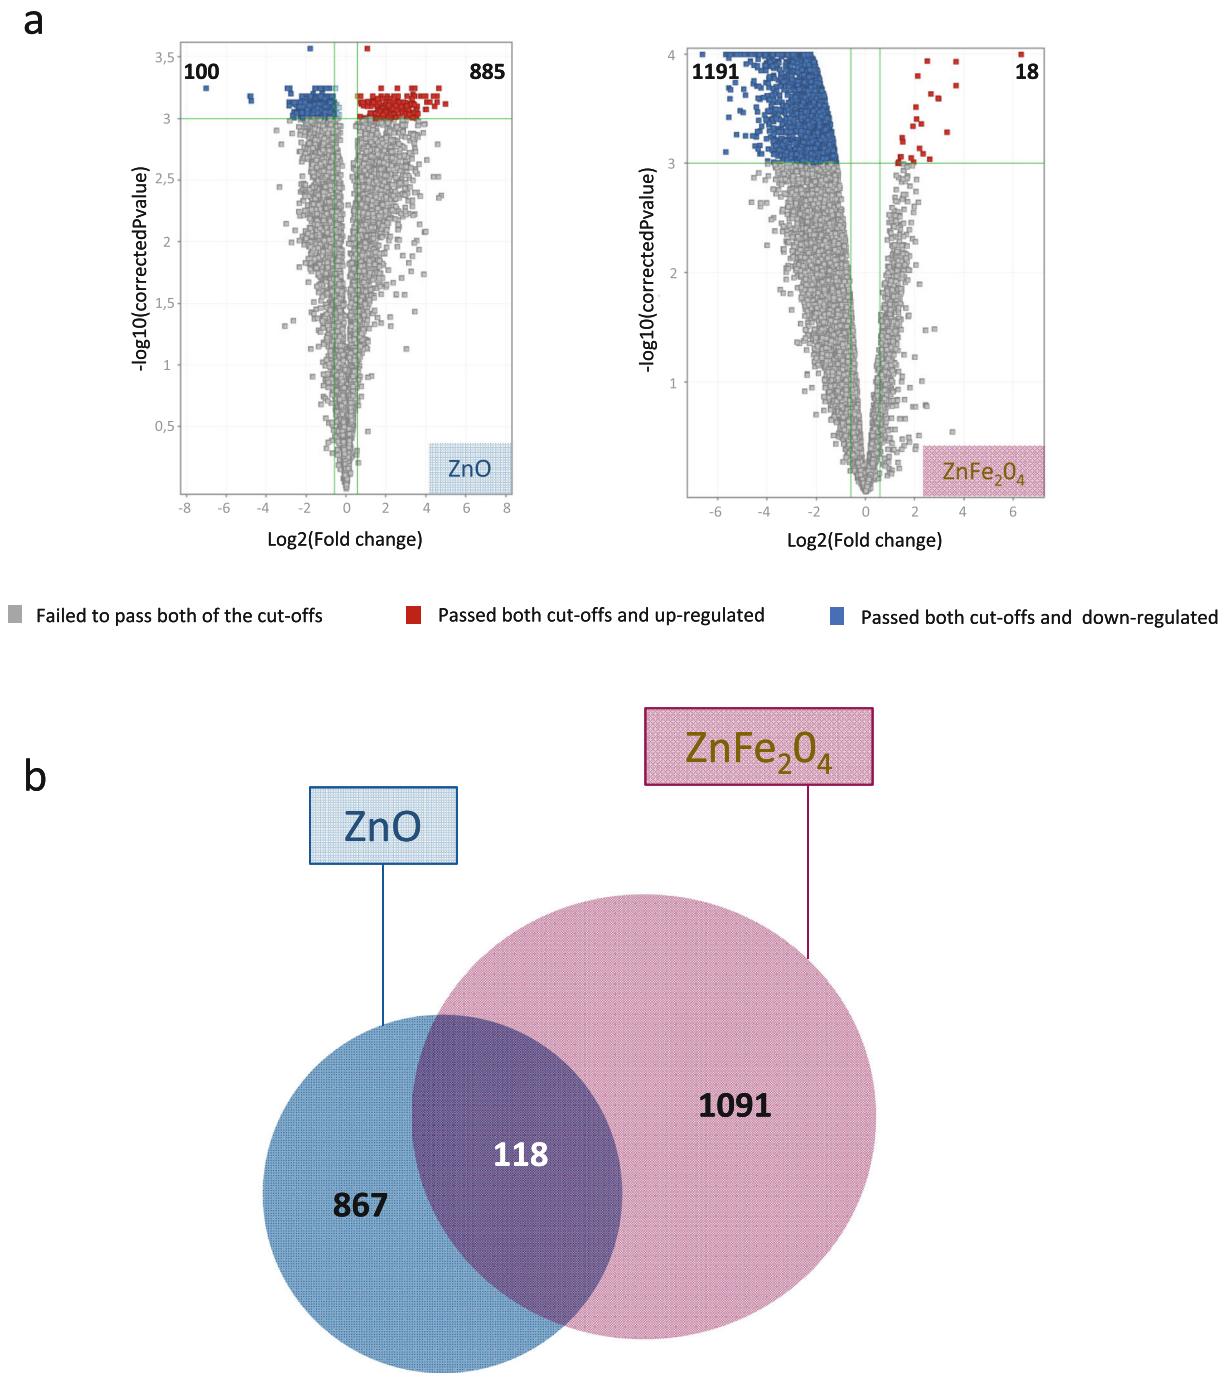 a
100
885
3,5
3
2,5
2
1,5
1
0,5
-8 -6 -4 -2 0 2 4 6 8
-log10(correctedPvalue)
Log2(Fold change)
ZnO
1191
18
4
3
2
1
-6 -4 -2 0 2 4 6
-log10(correctedPvalue)
Log2(Fold change)
ZnFe₂0₄
Failed to pass both of the cut-offs
Passed both cut-offs and up-regulated
Passed both cut-offs and down-regulated
b
ZnFe₂0₄
ZnO
1091
118
867